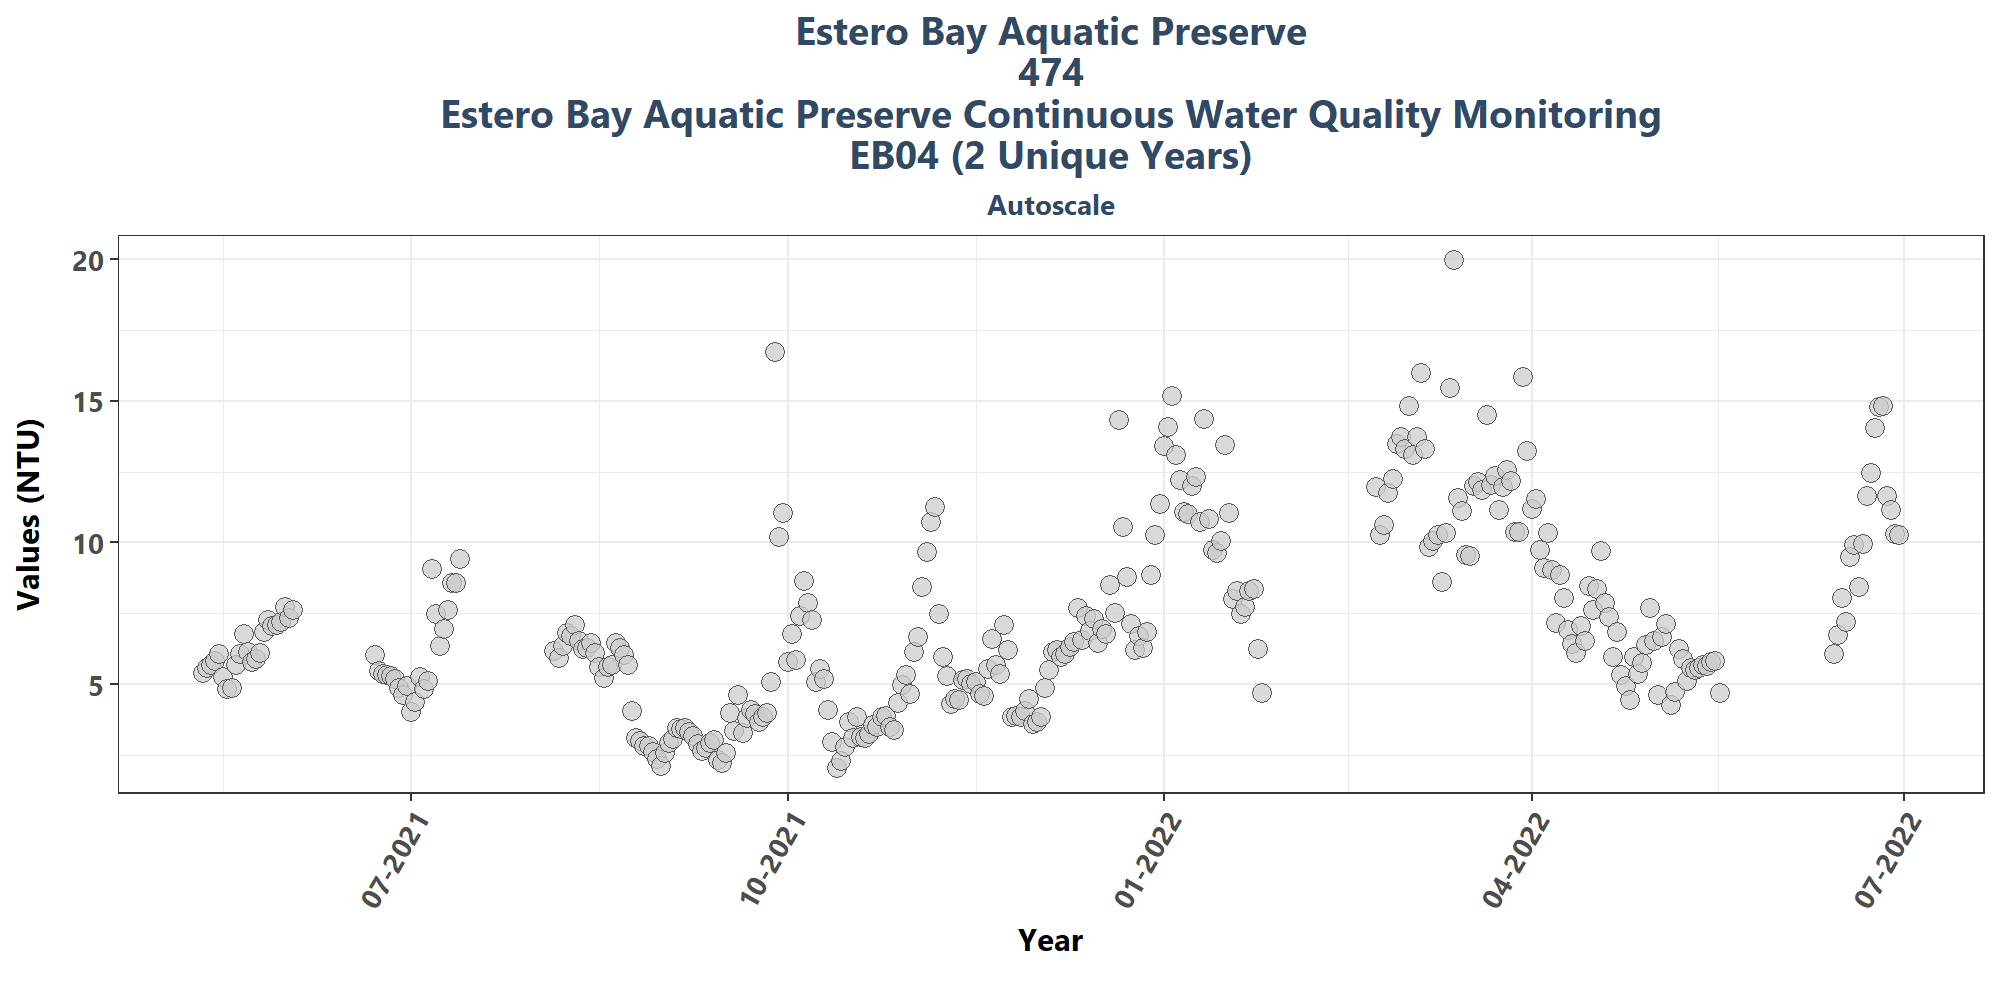 Estero Bay Aquatic Preserve
474
Estero Bay Aquatic Preserve Continuous Water Quality Monitoring
EB04 (2 Unique Years)
Autoscale
Values (NTU)
20
15
10
5
07-2021
10-2021
01-2022
04-2022
07-2022
Year